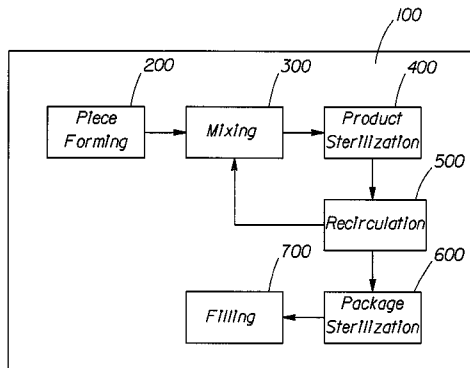 100
200
300
400
Piece
Forming
Mixing
Product
Sterilization
500
Recirculation
700
600
Filling
Package
Sterilization